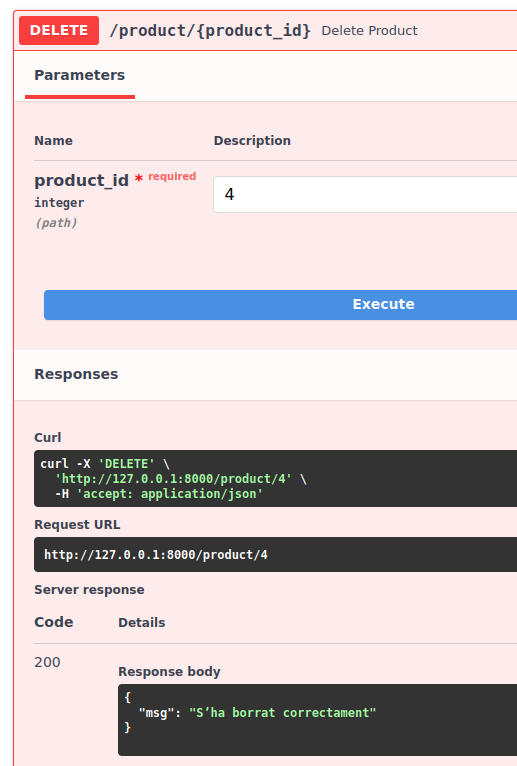 DELETE /product/{product_id} Delete Product
Parameters
Name Description
product_id * required
integer
(path)
4
Execute
Responses
Curl
curl -X 'DELETE' \
'http://127.0.0.1:8000/product/4' \
-H 'accept: application/json'
Request URL
http://127.0.0.1:8000/product/4
Server response
Code Details
200
Response body
{
"msg": "S’ha borrat correctament"
}